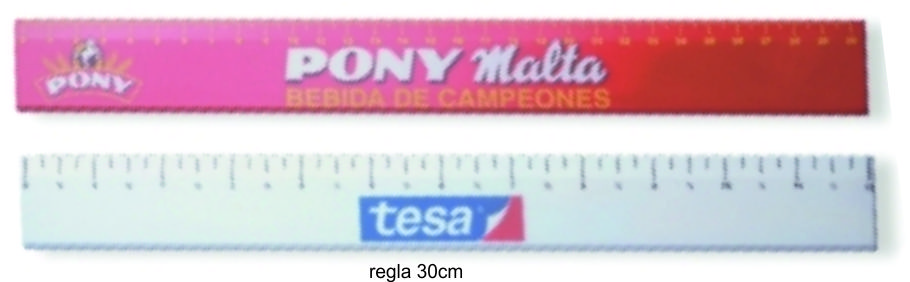 PONY
PONY Malta
BEBIDA DE CAMPEONES
tesa
regla 30cm